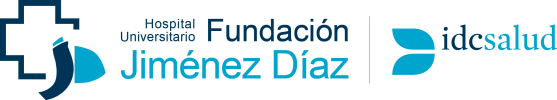 Hospital
Universitario Fundación
Jiménez Díaz
idcsalud